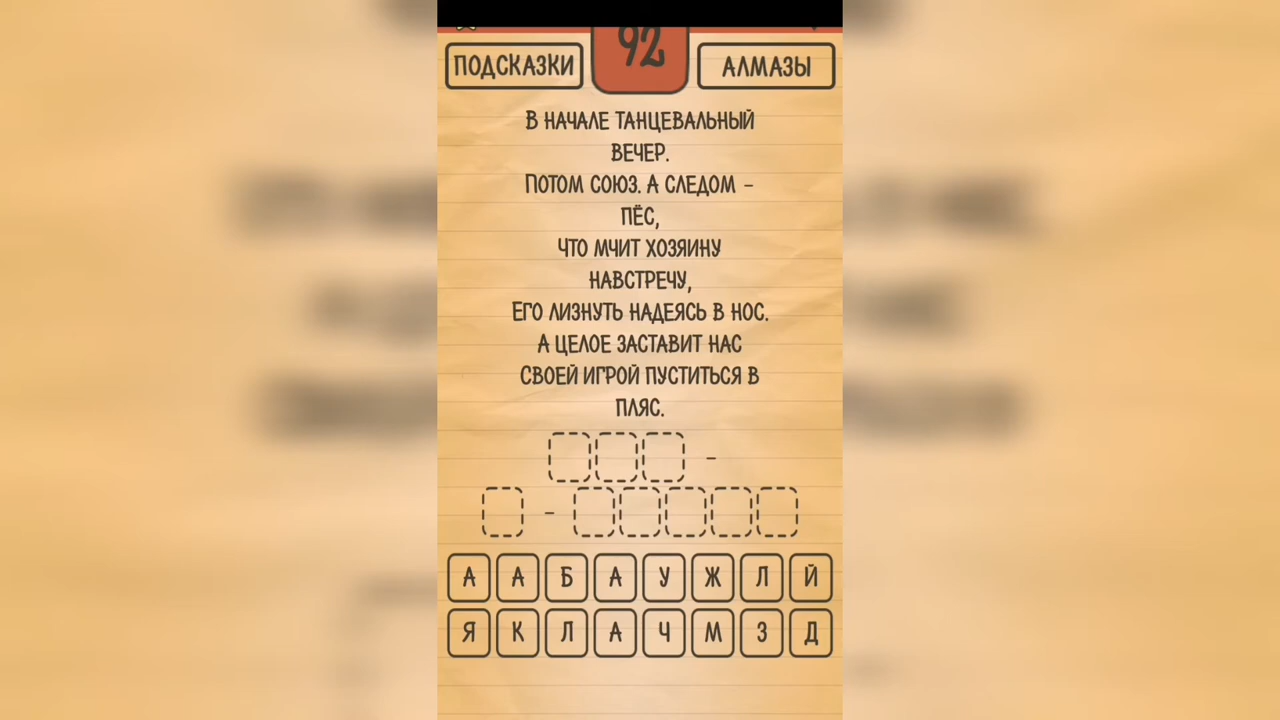 92
ПОДСКАЗКИ
АЛМАЗЫ
В НАЧАЛЕ ТАНЦЕВАЛЬНЫЙ
ВЕЧЕР.
ПОТОМ СОЮЗ. А СЛЕДОМ –
ПЁС,
ЧТО МЧИТ ХОЗЯИНУ
НАВСТРЕЧУ,
ЕГО ЛИЗНУТЬ НАДЕЯСЬ В НОС.
А ЦЕЛОЕ ЗАСТАВИТ НАС
СВОЕЙ ИГРОЙ ПУСТИТЬСЯ В
ПЛЯС.
–
–
А А Б А У Ж Л Й
Я К Л А Ч М З Д